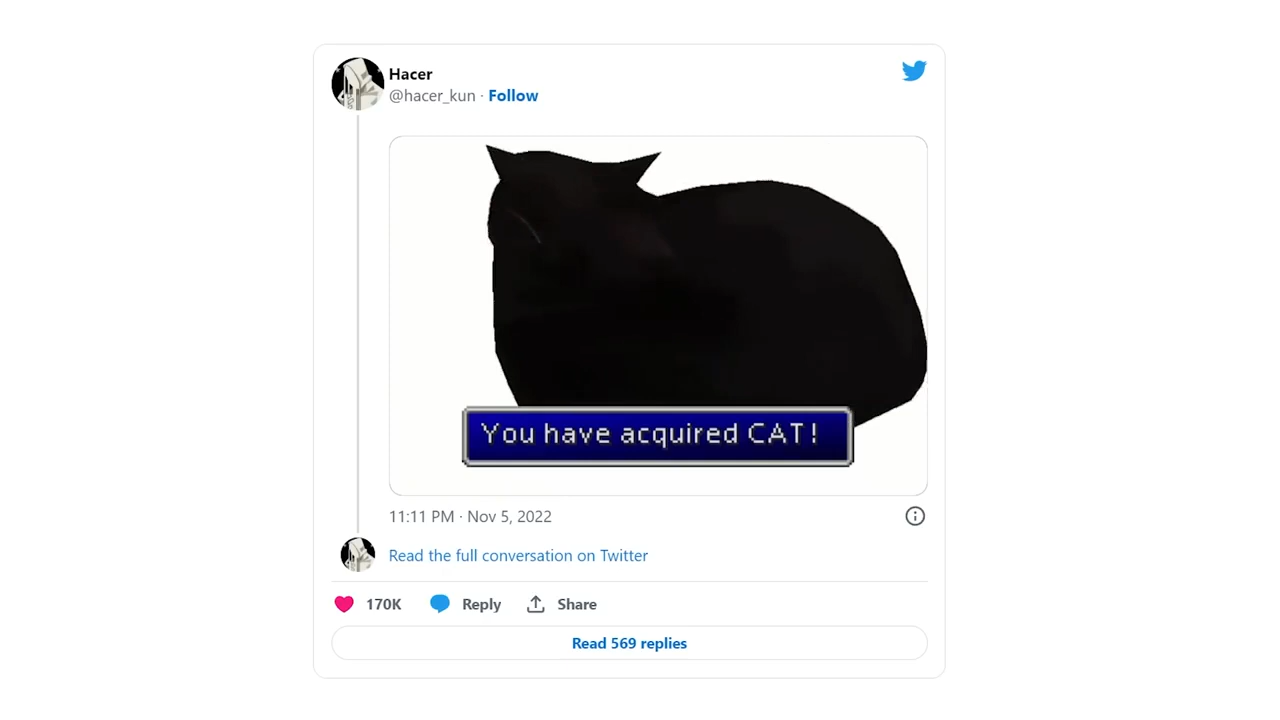 Hacer
@hacer_kun · Follow
You have acquired CAT!
11:11 PM · Nov 5, 2022
Read the full conversation on Twitter
170K Reply Share
Read 569 replies